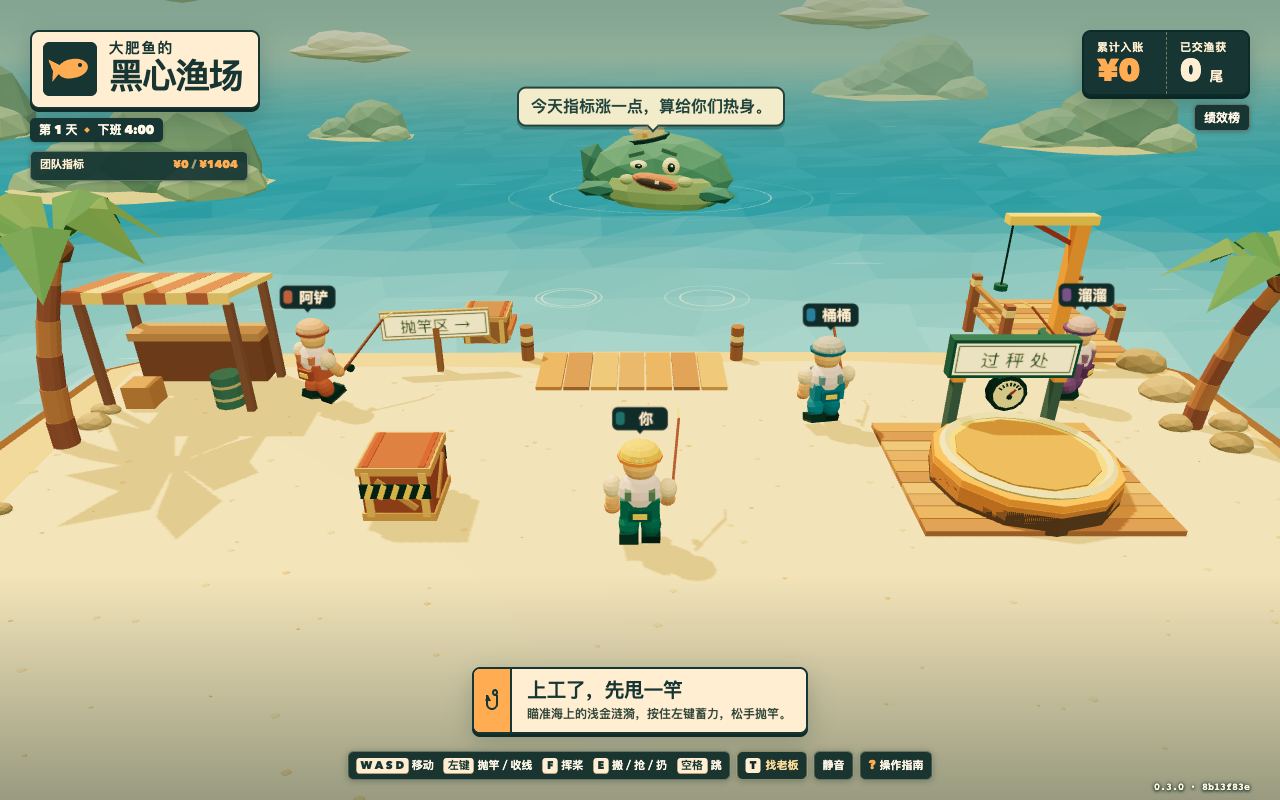 大肥鱼的
黑心渔场
第 1 天 • 下班 4:00
团队指标 ¥0 / ¥1404
今天指标涨一点，算给你们热身。
累计入账 已交渔获
¥0 0 尾
绩效榜
阿铲
抛竿区 →
桶桶
溜溜
过秤处
你
上工了，先甩一竿
瞄准海上的浅金涟漪，按住左键蓄力，松手抛竿。
WASD 移动 左键 抛竿 / 收线 F 挥桨 E 搬 / 抢 / 扔 空格 跳
T 找老板
静音
? 操作指南
0.3.0 · 8b13f83e